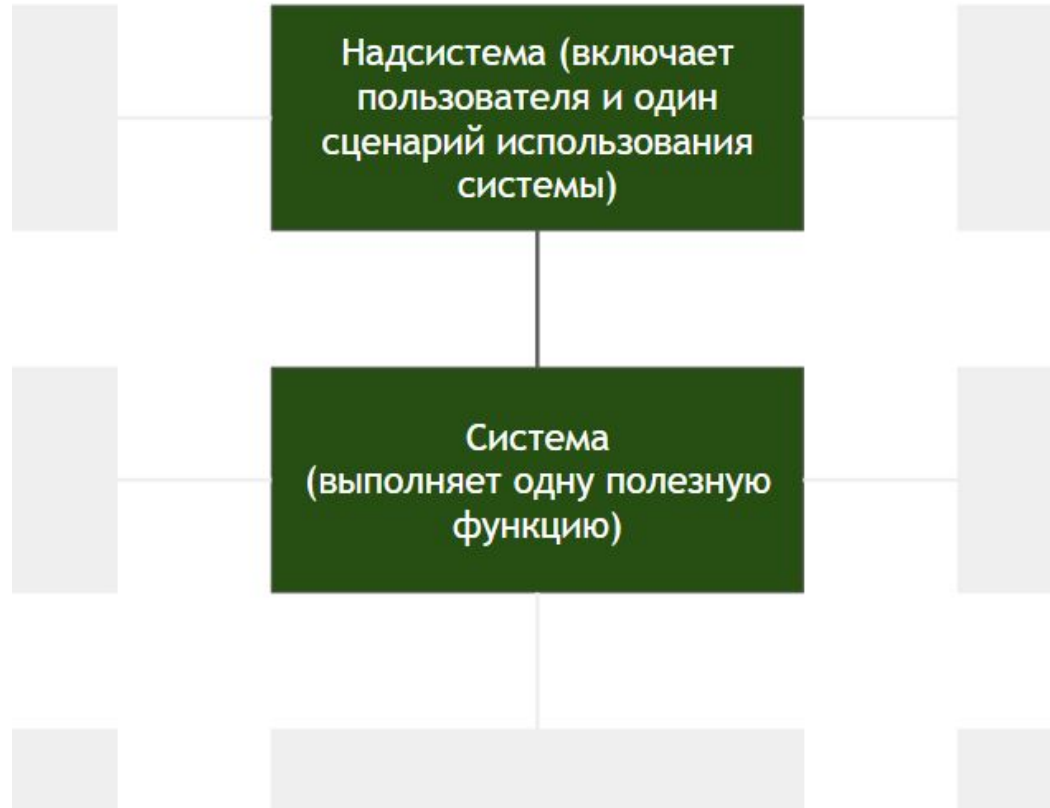 Надсистема (включает
пользователя и один
сценарий использования
системы)
Система
(выполняет одну полезную
функцию)